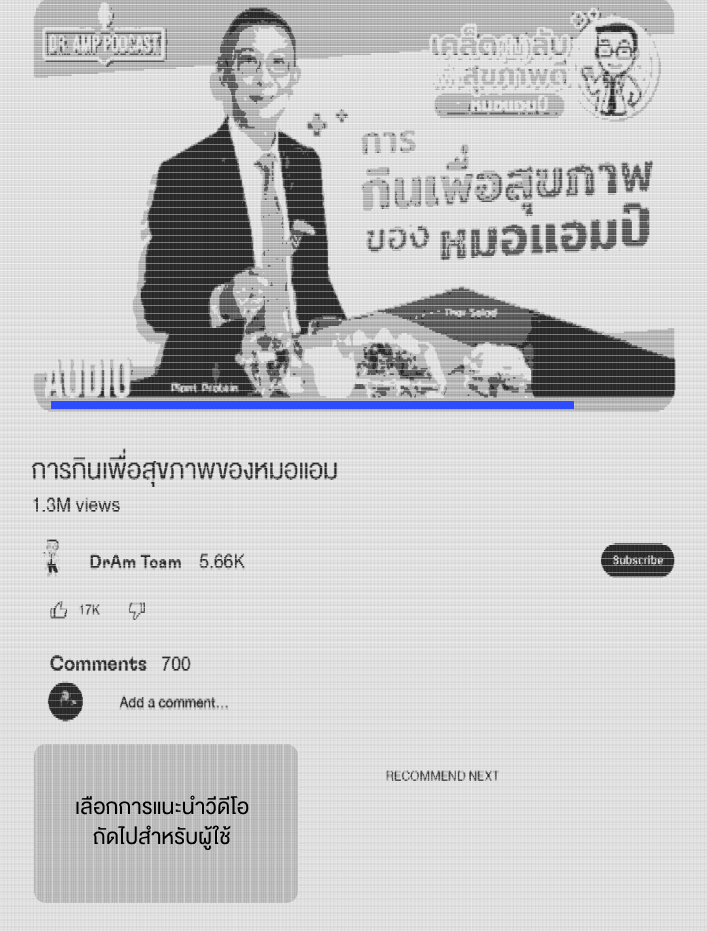 DR. AMP PODCAST
เคล็ด(ไม่)ลับ
สุขภาพดี
หมอแอมป์
การ
กินเพื่อสุขภาพ
ของ หมอแอมป์
Thai Salad
AUDIO
Plant Protein
การกินเพื่อสุขภาพของหมอแอม
1.3M views
DrAm Team 5.66K
Subscribe
17K
Comments 700
Add a comment...
RECOMMEND NEXT
เลือกการแนะนำวีดีโอ
ถัดไปสำหรับผู้ใช้